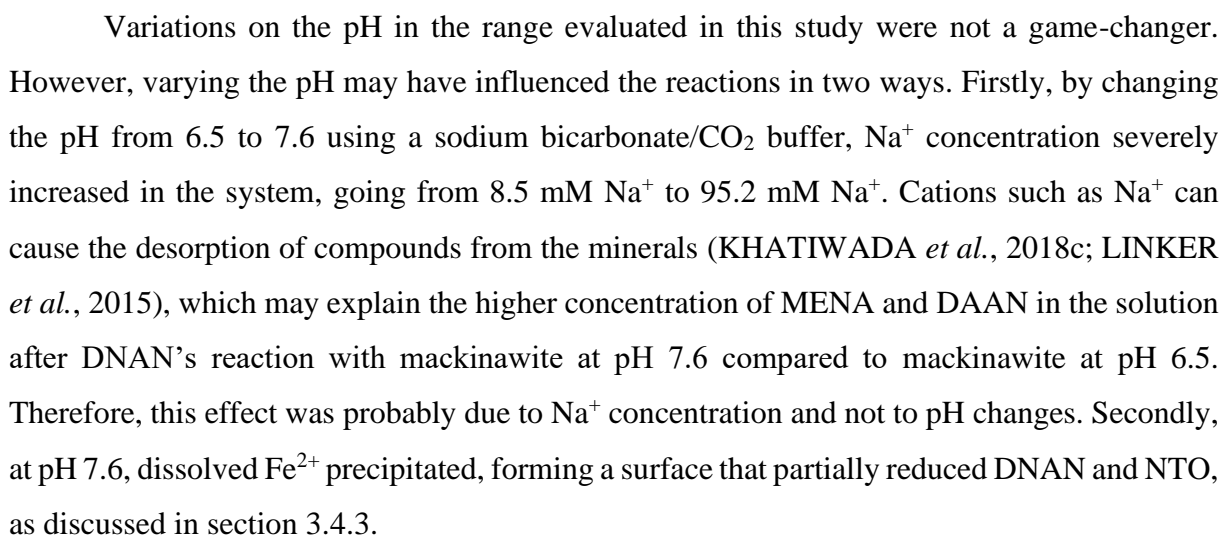 Variations on the pH in the range evaluated in this study were not a game-changer.
However, varying the pH may have influenced the reactions in two ways. Firstly, by changing
the pH from 6.5 to 7.6 using a sodium bicarbonate/CO₂ buffer, Na⁺ concentration severely
increased in the system, going from 8.5 mM Na⁺ to 95.2 mM Na⁺. Cations such as Na⁺ can
cause the desorption of compounds from the minerals (KHATIWADA et al., 2018c; LINKER
et al., 2015), which may explain the higher concentration of MENA and DAAN in the solution
after DNAN’s reaction with mackinawite at pH 7.6 compared to mackinawite at pH 6.5.
Therefore, this effect was probably due to Na⁺ concentration and not to pH changes. Secondly,
at pH 7.6, dissolved Fe²⁺ precipitated, forming a surface that partially reduced DNAN and NTO,
as discussed in section 3.4.3.